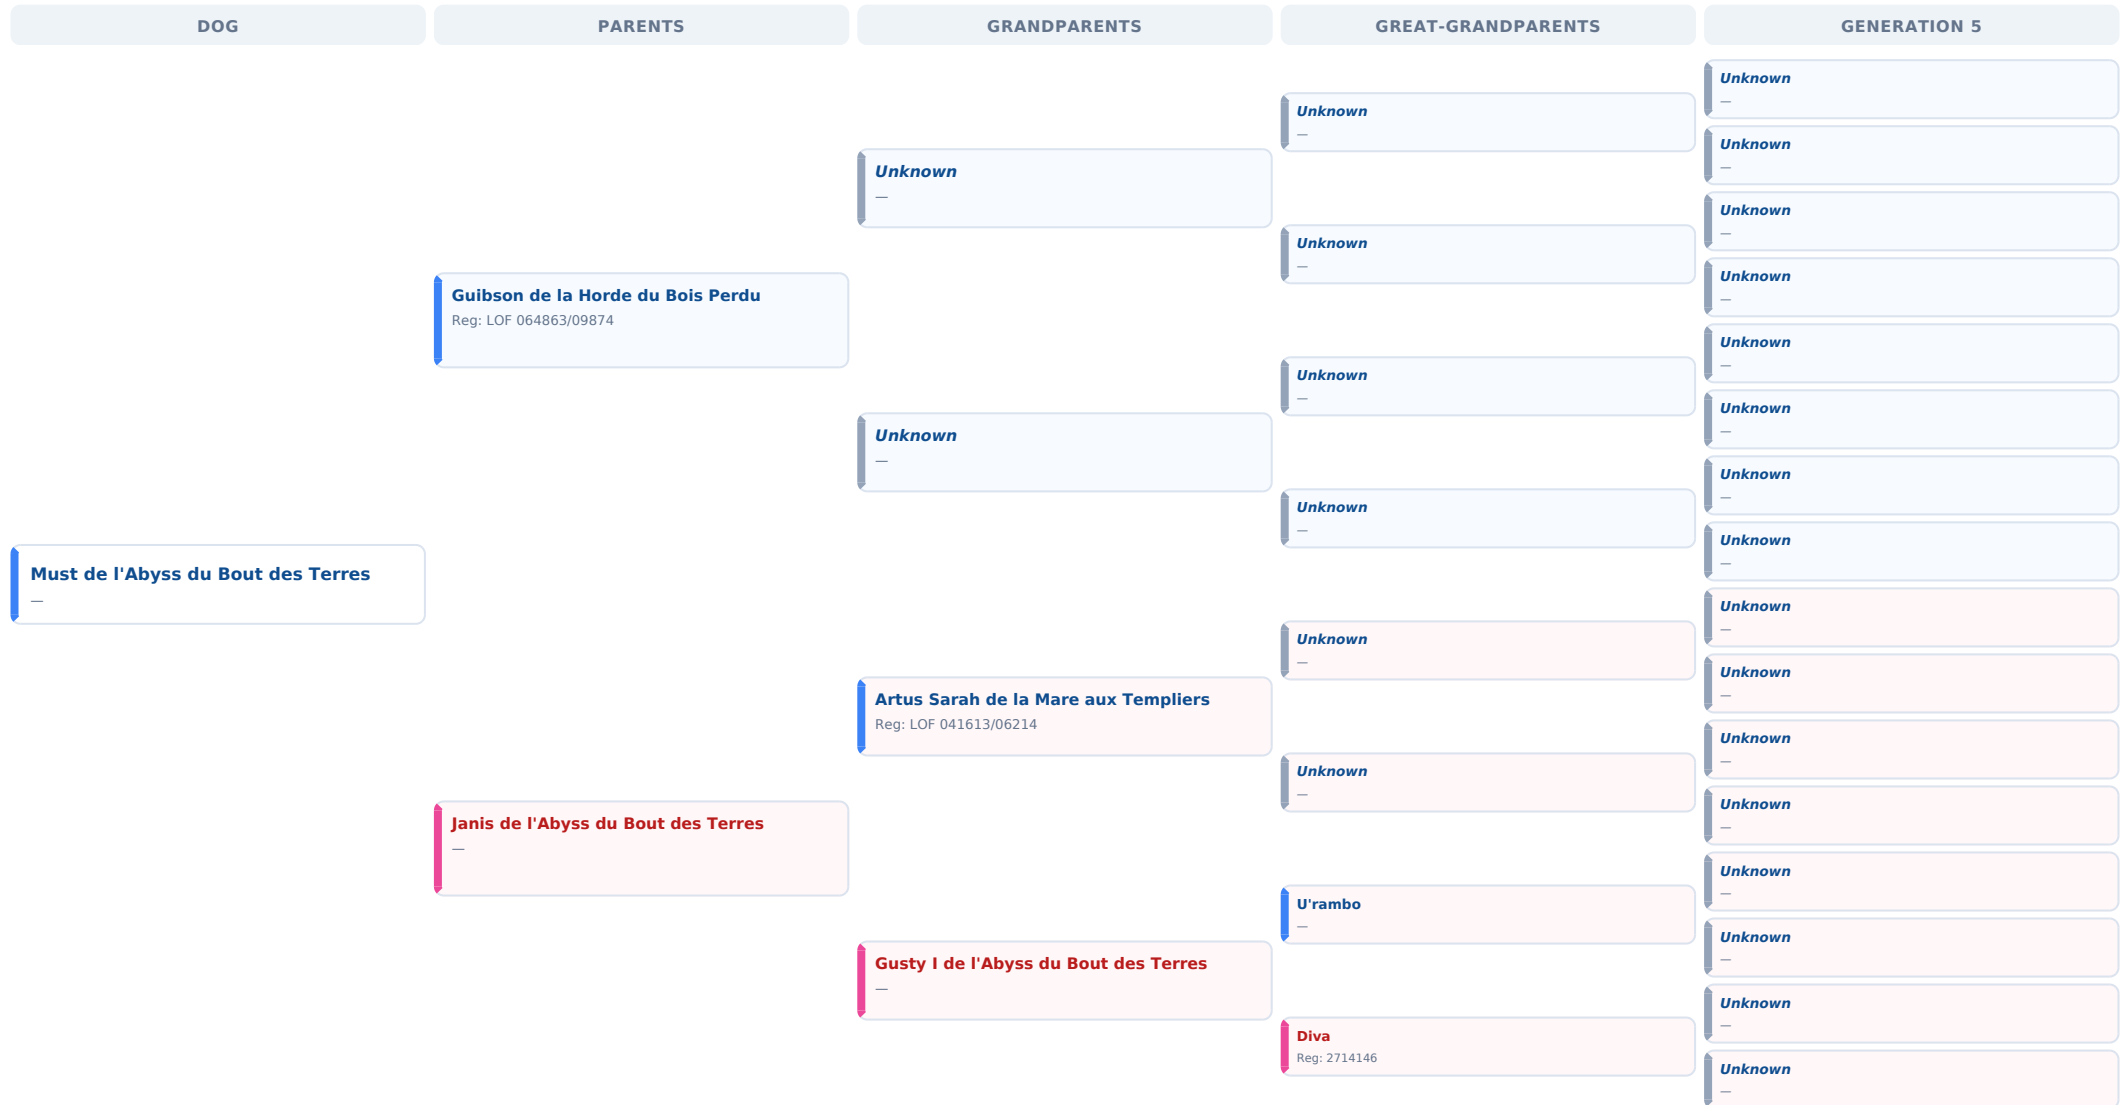 DOG
PARENTS
GRANDPARENTS
GREAT-GRANDPARENTS
GENERATION 5
Must de l'Abyss du Bout des Terres
—
Guibson de la Horde du Bois Perdu
Reg: LOF 064863/09874
Janis de l'Abyss du Bout des Terres
—
Unknown
—
Unknown
—
Artus Sarah de la Mare aux Templiers
Reg: LOF 041613/06214
Gusty I de l'Abyss du Bout des Terres
—
Unknown
—
Unknown
—
Unknown
—
Unknown
—
Unknown
—
Unknown
—
U'rambo
—
Diva
Reg: 2714146
Unknown
—
Unknown
—
Unknown
—
Unknown
—
Unknown
—
Unknown
—
Unknown
—
Unknown
—
Unknown
—
Unknown
—
Unknown
—
Unknown
—
Unknown
—
Unknown
—
Unknown
—
Unknown
—